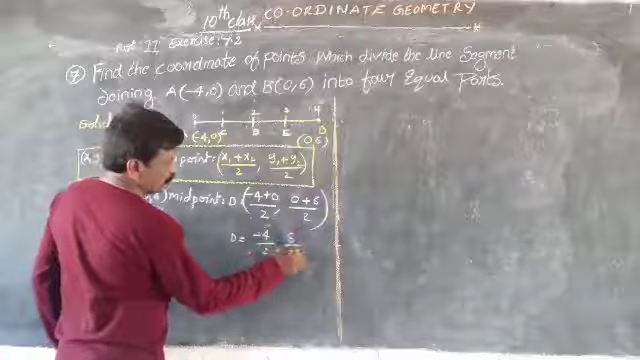 10th class CO-ORDINATE GEOMETRY
Exercise: 7.2
⑦ Find the coordinate of points which divide the line segment
Joining A(-4,0) and B(0,6) into four Equal Parts.
C D E B
(-4,0) (0 6)
point: (x₁+x₂/2, y₁+y₂/2)
midpoint: D (-4+0/2, 0+6/2)
D = -4/2 6